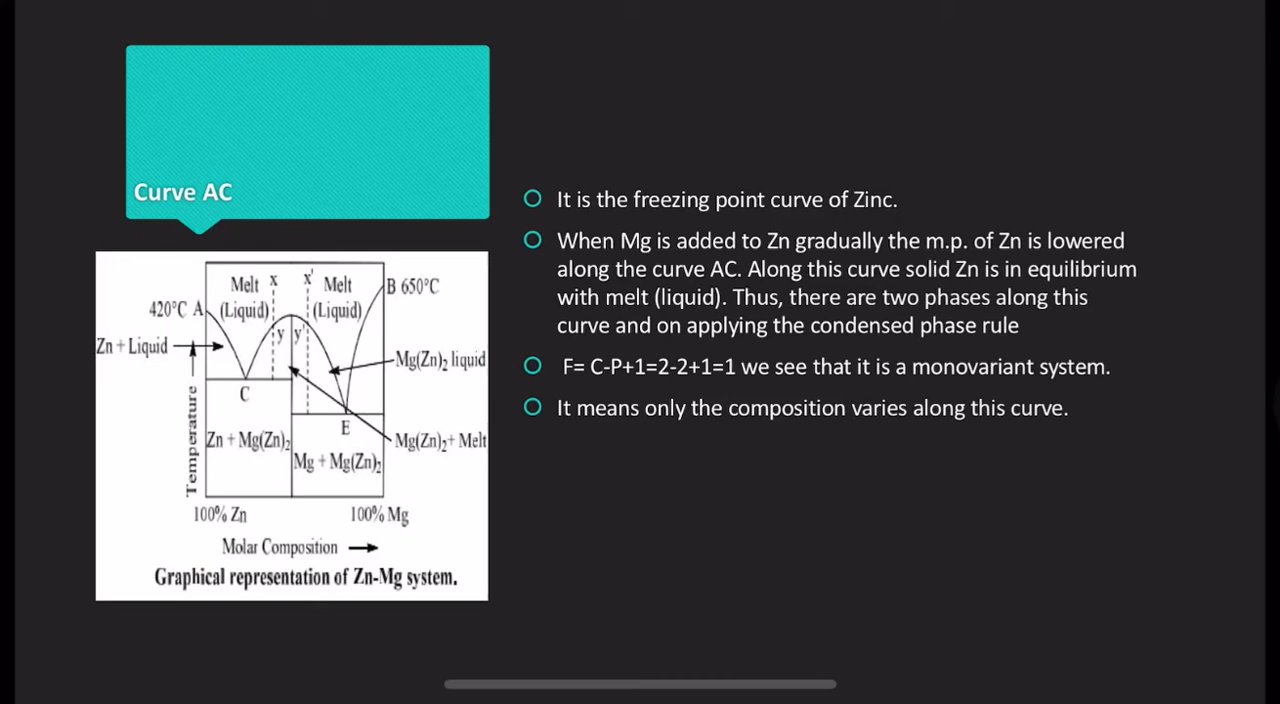 Curve AC
It is the freezing point curve of Zinc.
When Mg is added to Zn gradually the m.p. of Zn is lowered
along the curve AC. Along this curve solid Zn is in equilibrium
with melt (liquid). Thus, there are two phases along this
curve and on applying the condensed phase rule
F= C-P+1=2-2+1=1 we see that it is a monovariant system.
It means only the composition varies along this curve.
Melt x x' Melt B 650°C
420°C A (Liquid) (Liquid)
y y'
Zn + Liquid
Mg(Zn)₂ liquid
C
E
Temperature
Zn + Mg(Zn)₂
Mg(Zn)₂+ Melt
Mg + Mg(Zn)₂
100% Zn 100% Mg
Molar Composition
Graphical representation of Zn-Mg system.